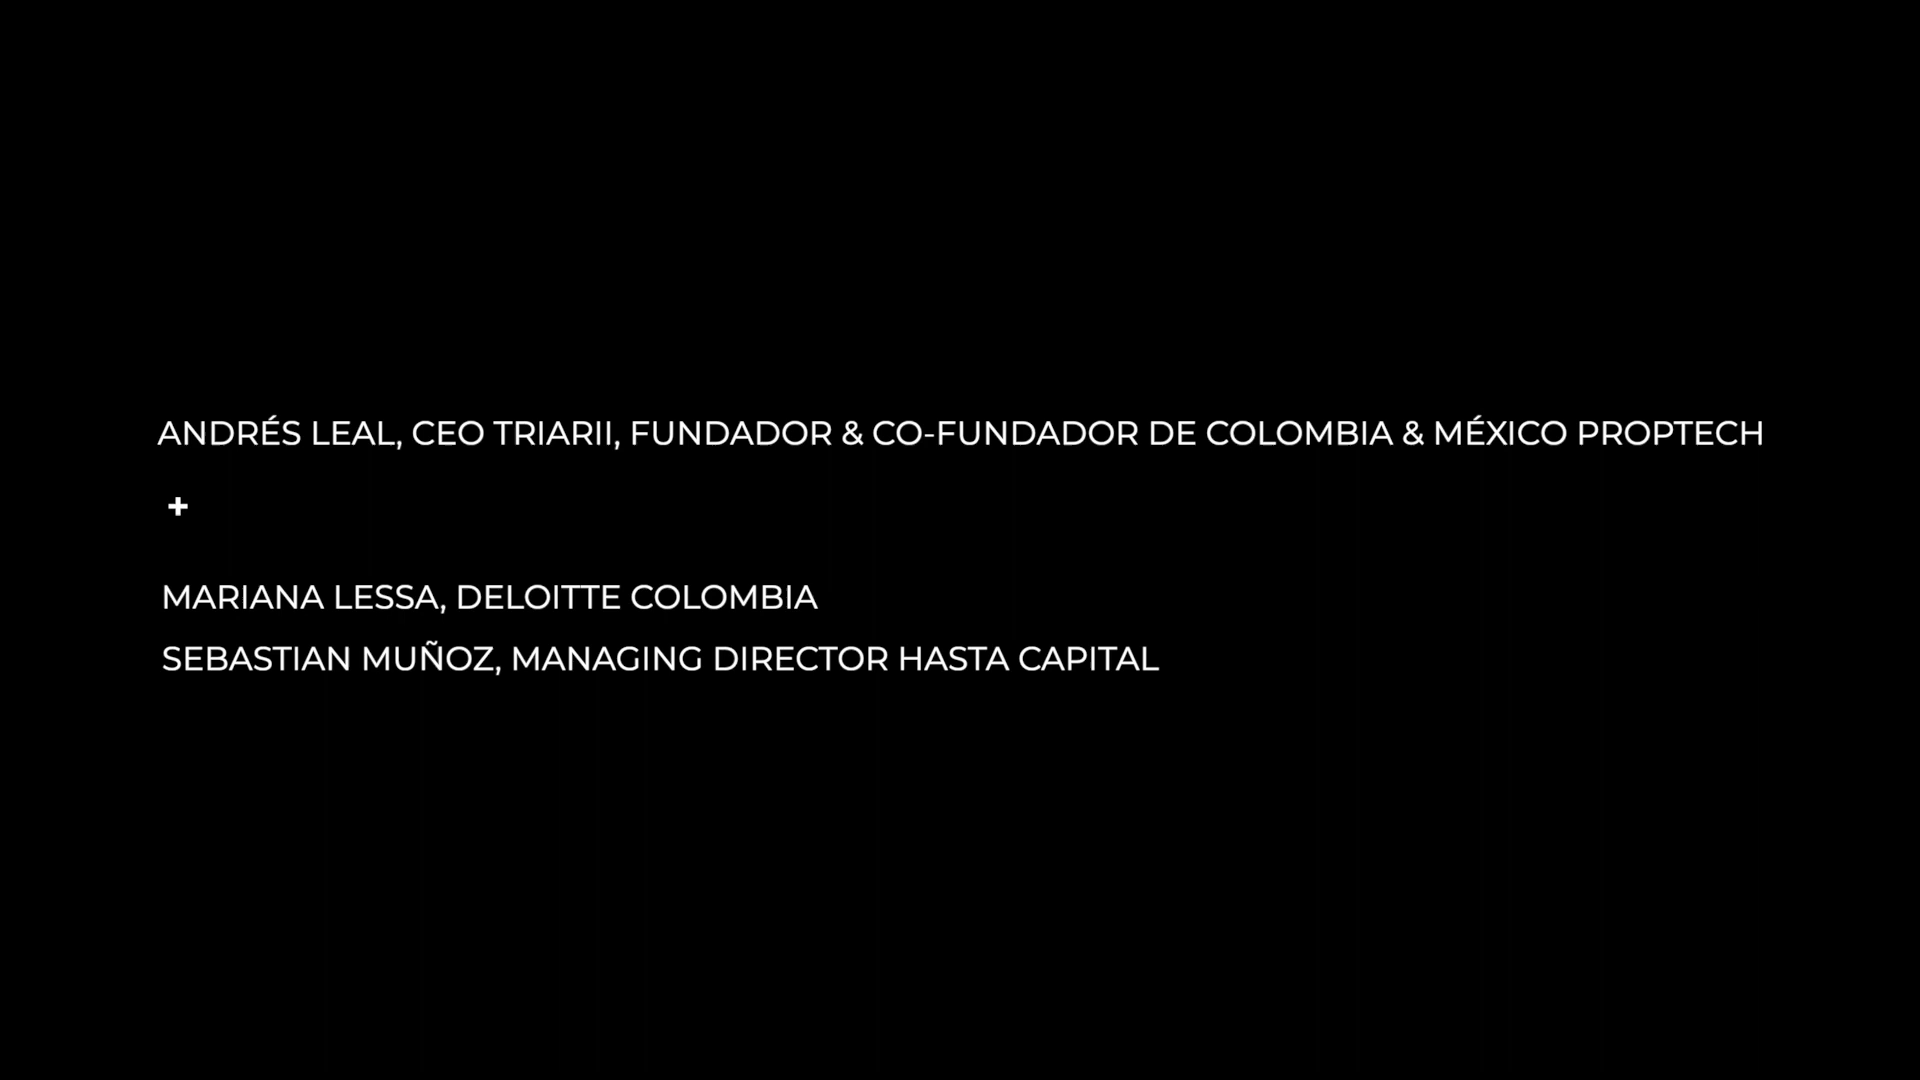 ANDRÉS LEAL, CEO TRIARII, FUNDADOR & CO-FUNDADOR DE COLOMBIA & MÉXICO PROPTECH
+
MARIANA LESSA, DELOITTE COLOMBIA
SEBASTIAN MUÑOZ, MANAGING DIRECTOR HASTA CAPITAL